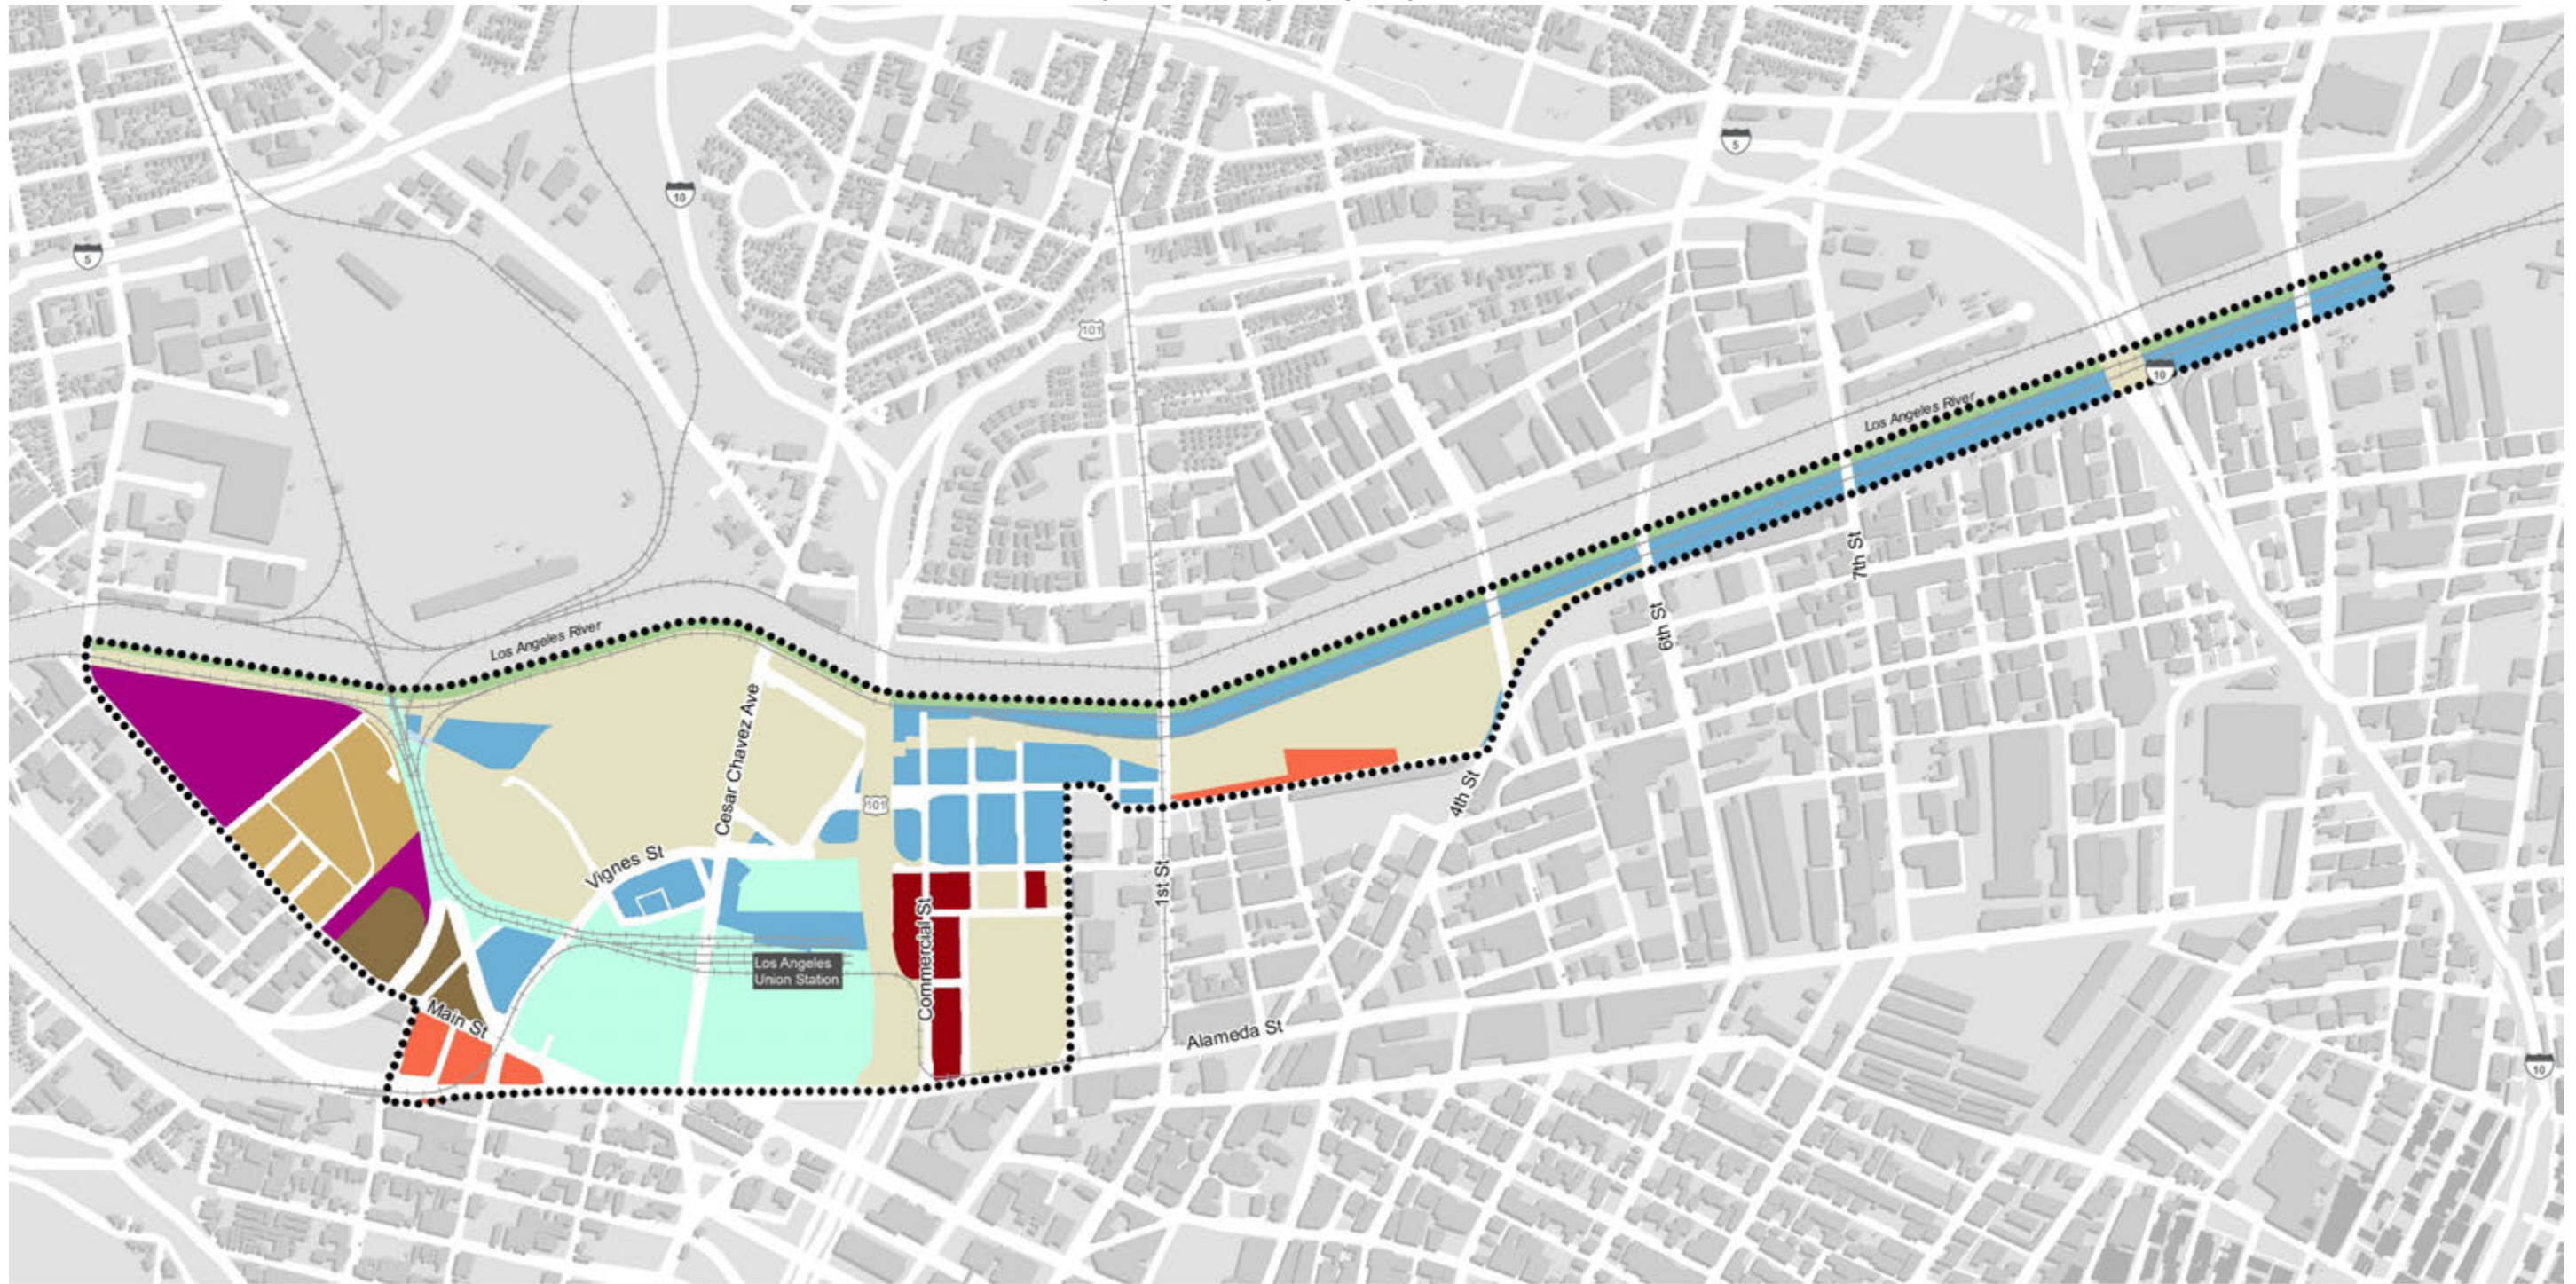 5
10
5
101
10
Los Angeles River
7th St
6th St
Los Angeles River
Cesar Chavez Ave
4th St
101
Vignes St
1st St
Commercial St
Los Angeles
Union Station
Main St
Alameda St
10